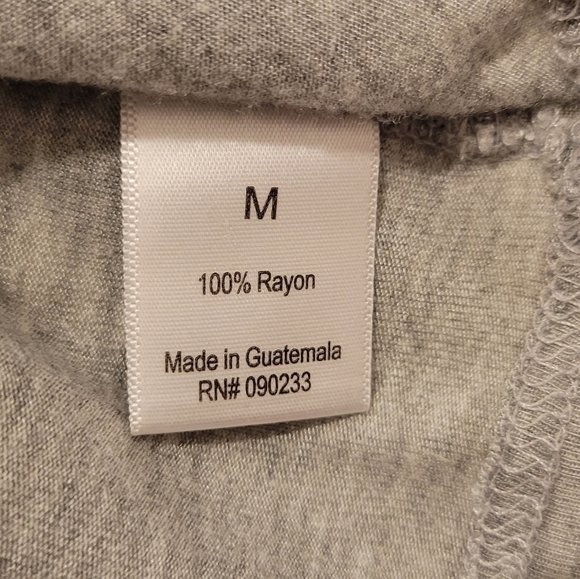 M
100% Rayon
Made in Guatemala
RN# 090233